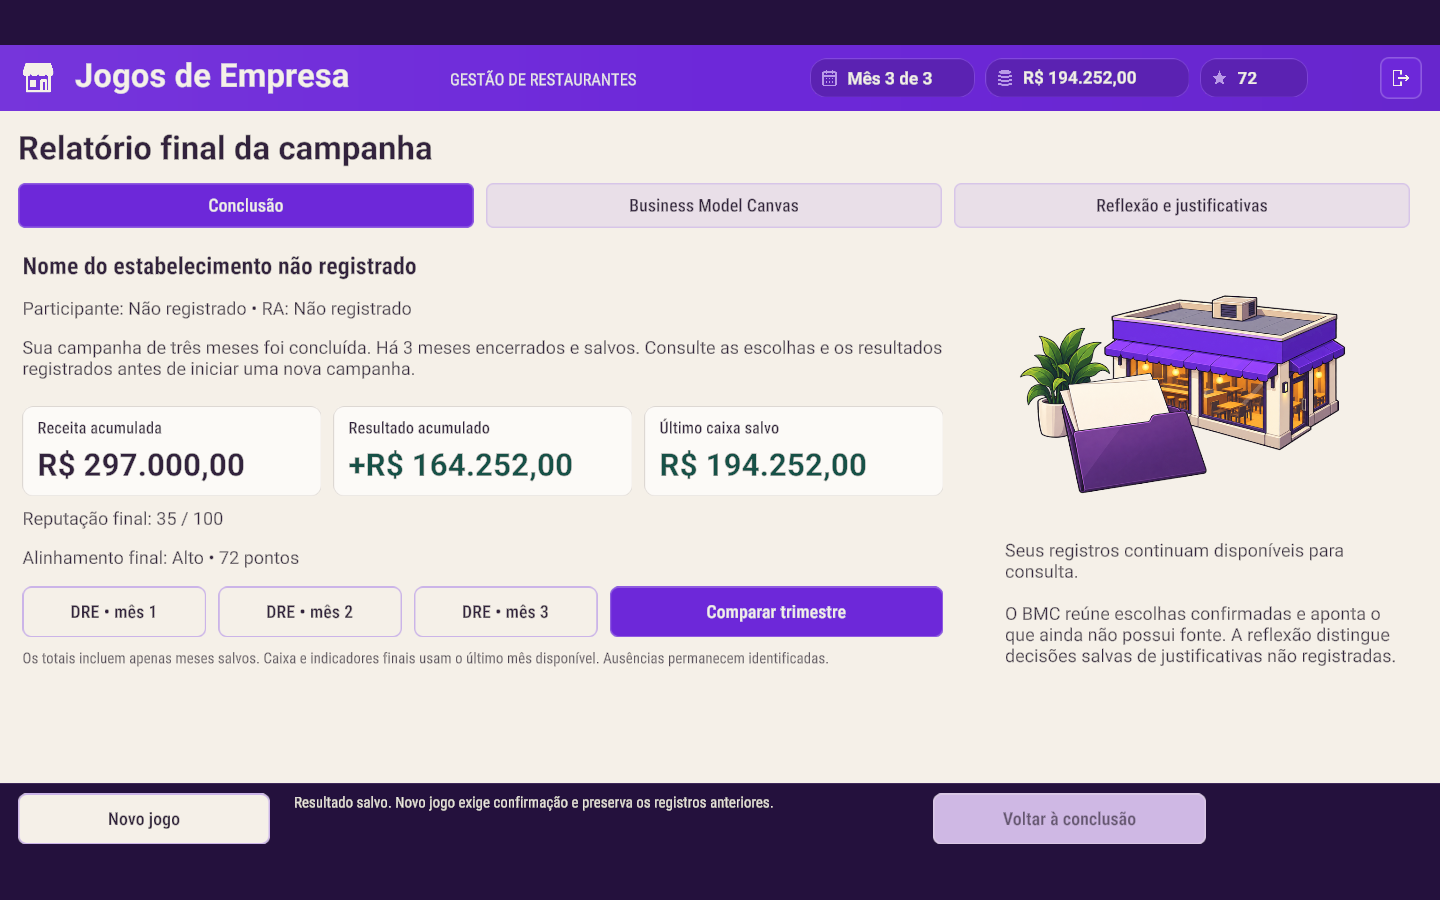 Jogos de Empresa
GESTÃO DE RESTAURANTES
Mês 3 de 3
R$ 194.252,00
72
Relatório final da campanha
Conclusão
Business Model Canvas
Reflexão e justificativas
Nome do estabelecimento não registrado
Participante: Não registrado • RA: Não registrado
Sua campanha de três meses foi concluída. Há 3 meses encerrados e salvos. Consulte as escolhas e os resultados
registrados antes de iniciar uma nova campanha.
Receita acumulada
R$ 297.000,00
Resultado acumulado
+R$ 164.252,00
Último caixa salvo
R$ 194.252,00
Reputação final: 35 / 100
Alinhamento final: Alto • 72 pontos
DRE • mês 1
DRE • mês 2
DRE • mês 3
Comparar trimestre
Os totais incluem apenas meses salvos. Caixa e indicadores finais usam o último mês disponível. Ausências permanecem identificadas.
Seus registros continuam disponíveis para
consulta.
O BMC reúne escolhas confirmadas e aponta o
que ainda não possui fonte. A reflexão distingue
decisões salvas de justificativas não registradas.
Novo jogo
Resultado salvo. Novo jogo exige confirmação e preserva os registros anteriores.
Voltar à conclusão